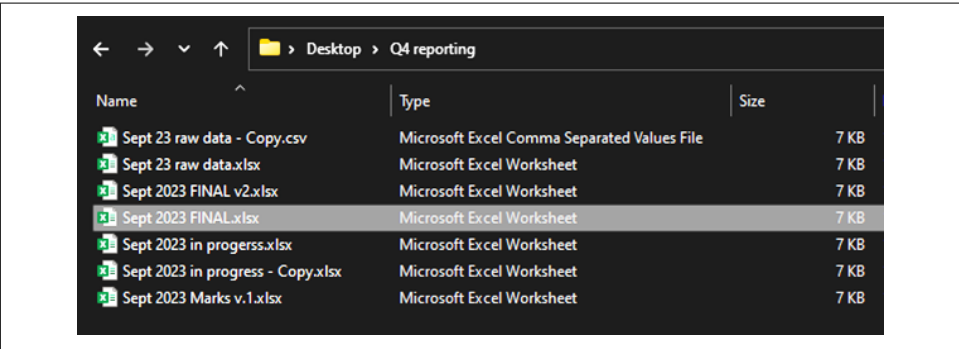 Desktop > Q4 reporting
Name Type Size
Sept 23 raw data - Copy.csv Microsoft Excel Comma Separated Values File 7 KB
Sept 23 raw data.xlsx Microsoft Excel Worksheet 7 KB
Sept 2023 FINAL v2.xlsx Microsoft Excel Worksheet 7 KB
Sept 2023 FINAL.xlsx Microsoft Excel Worksheet 7 KB
Sept 2023 in progerss.xlsx Microsoft Excel Worksheet 7 KB
Sept 2023 in progress - Copy.xlsx Microsoft Excel Worksheet 7 KB
Sept 2023 Marks v.1.xlsx Microsoft Excel Worksheet 7 KB